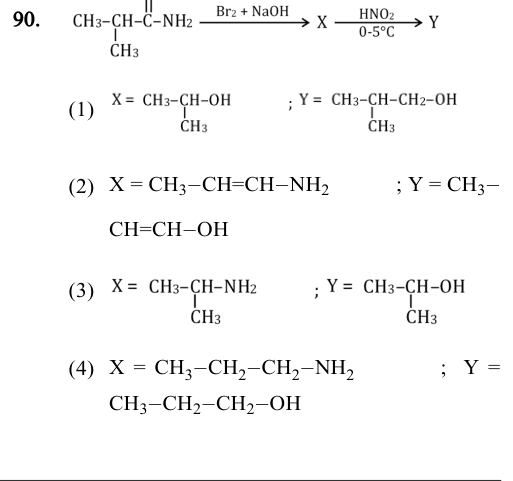 90. CH3–CH–C–NH2 Br2 + NaOH X HNO2 Y
0-5°C
CH3
(1) X = CH3–CH–OH ; Y = CH3–CH–CH2–OH
CH3 CH3
(2) X = CH₃–CH=CH–NH₂ ; Y = CH₃–
CH=CH–OH
(3) X = CH3–CH–NH2 ; Y = CH3–CH–OH
CH3 CH3
(4) X = CH₃–CH₂–CH₂–NH₂ ; Y =
CH₃–CH₂–CH₂–OH